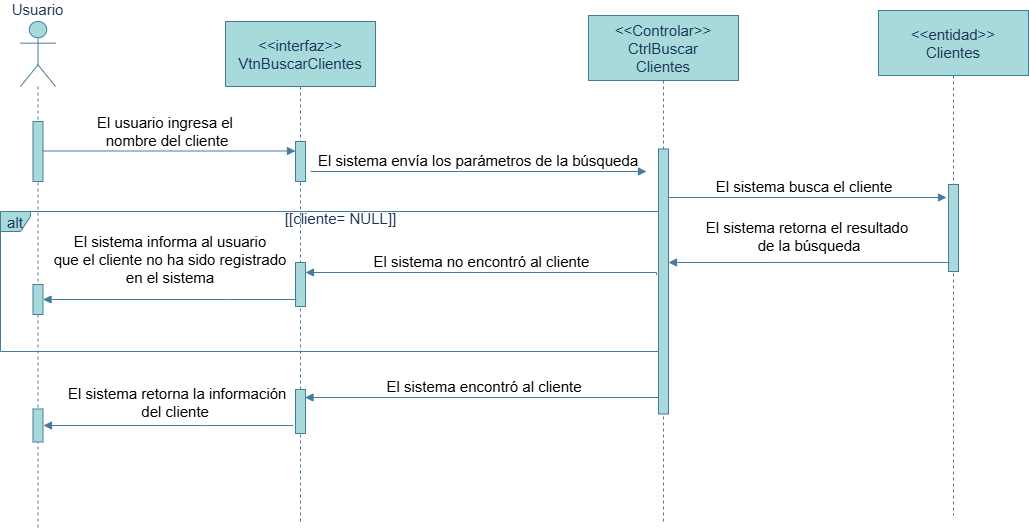 Usuario
<<interfaz>>
VtnBuscarClientes
<<Controlar>>
CtrlBuscar
Clientes
<<entidad>>
Clientes
El usuario ingresa el
nombre del cliente
El sistema envía los parámetros de la búsqueda
El sistema busca el cliente
alt
[[cliente= NULL]]
El sistema retorna el resultado
de la búsqueda
El sistema informa al usuario
que el cliente no ha sido registrado
en el sistema
El sistema no encontró al cliente
El sistema encontró al cliente
El sistema retorna la información
del cliente